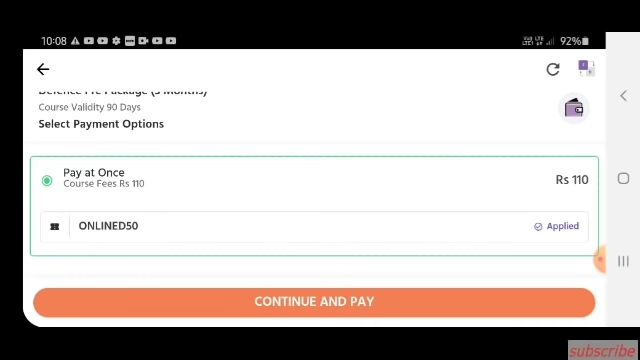 10:08
92%
Defence Pre Package (3 Months)
Course Validity 90 Days
Select Payment Options
Pay at Once
Course Fees Rs 110
Rs 110
ONLINED50
Applied
CONTINUE AND PAY
subscribe